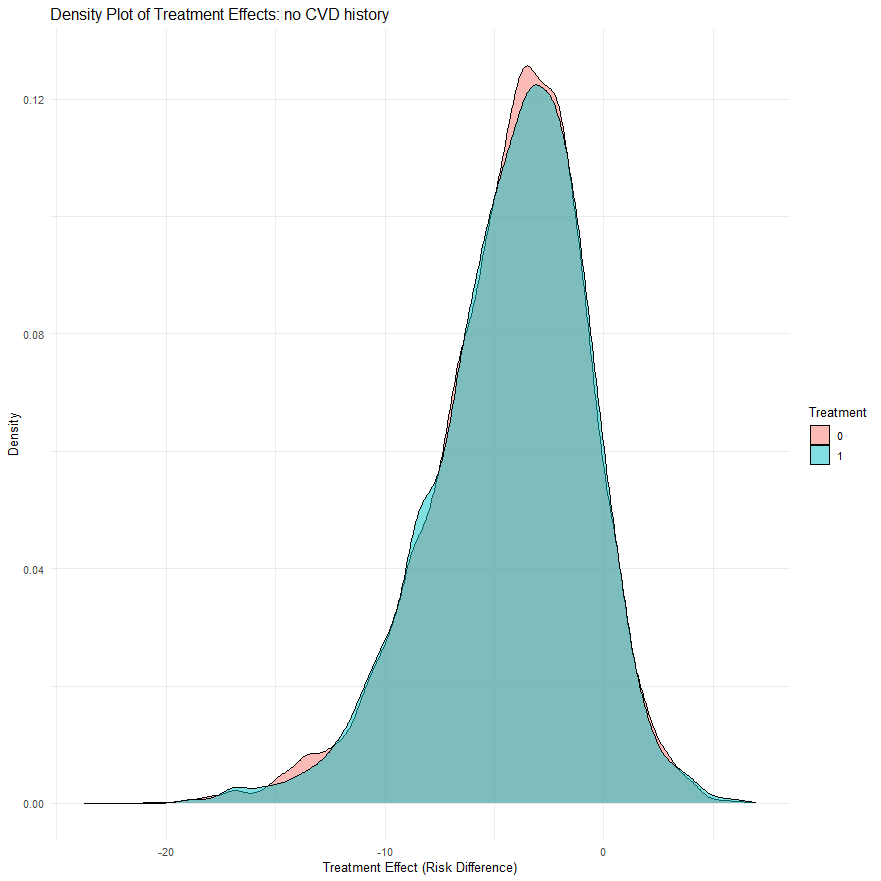 Density Plot of Treatment Effects: no CVD history
0.12
0.08
0.04
0.00
Density
-20
-10
0
Treatment Effect (Risk Difference)
Treatment
0
1